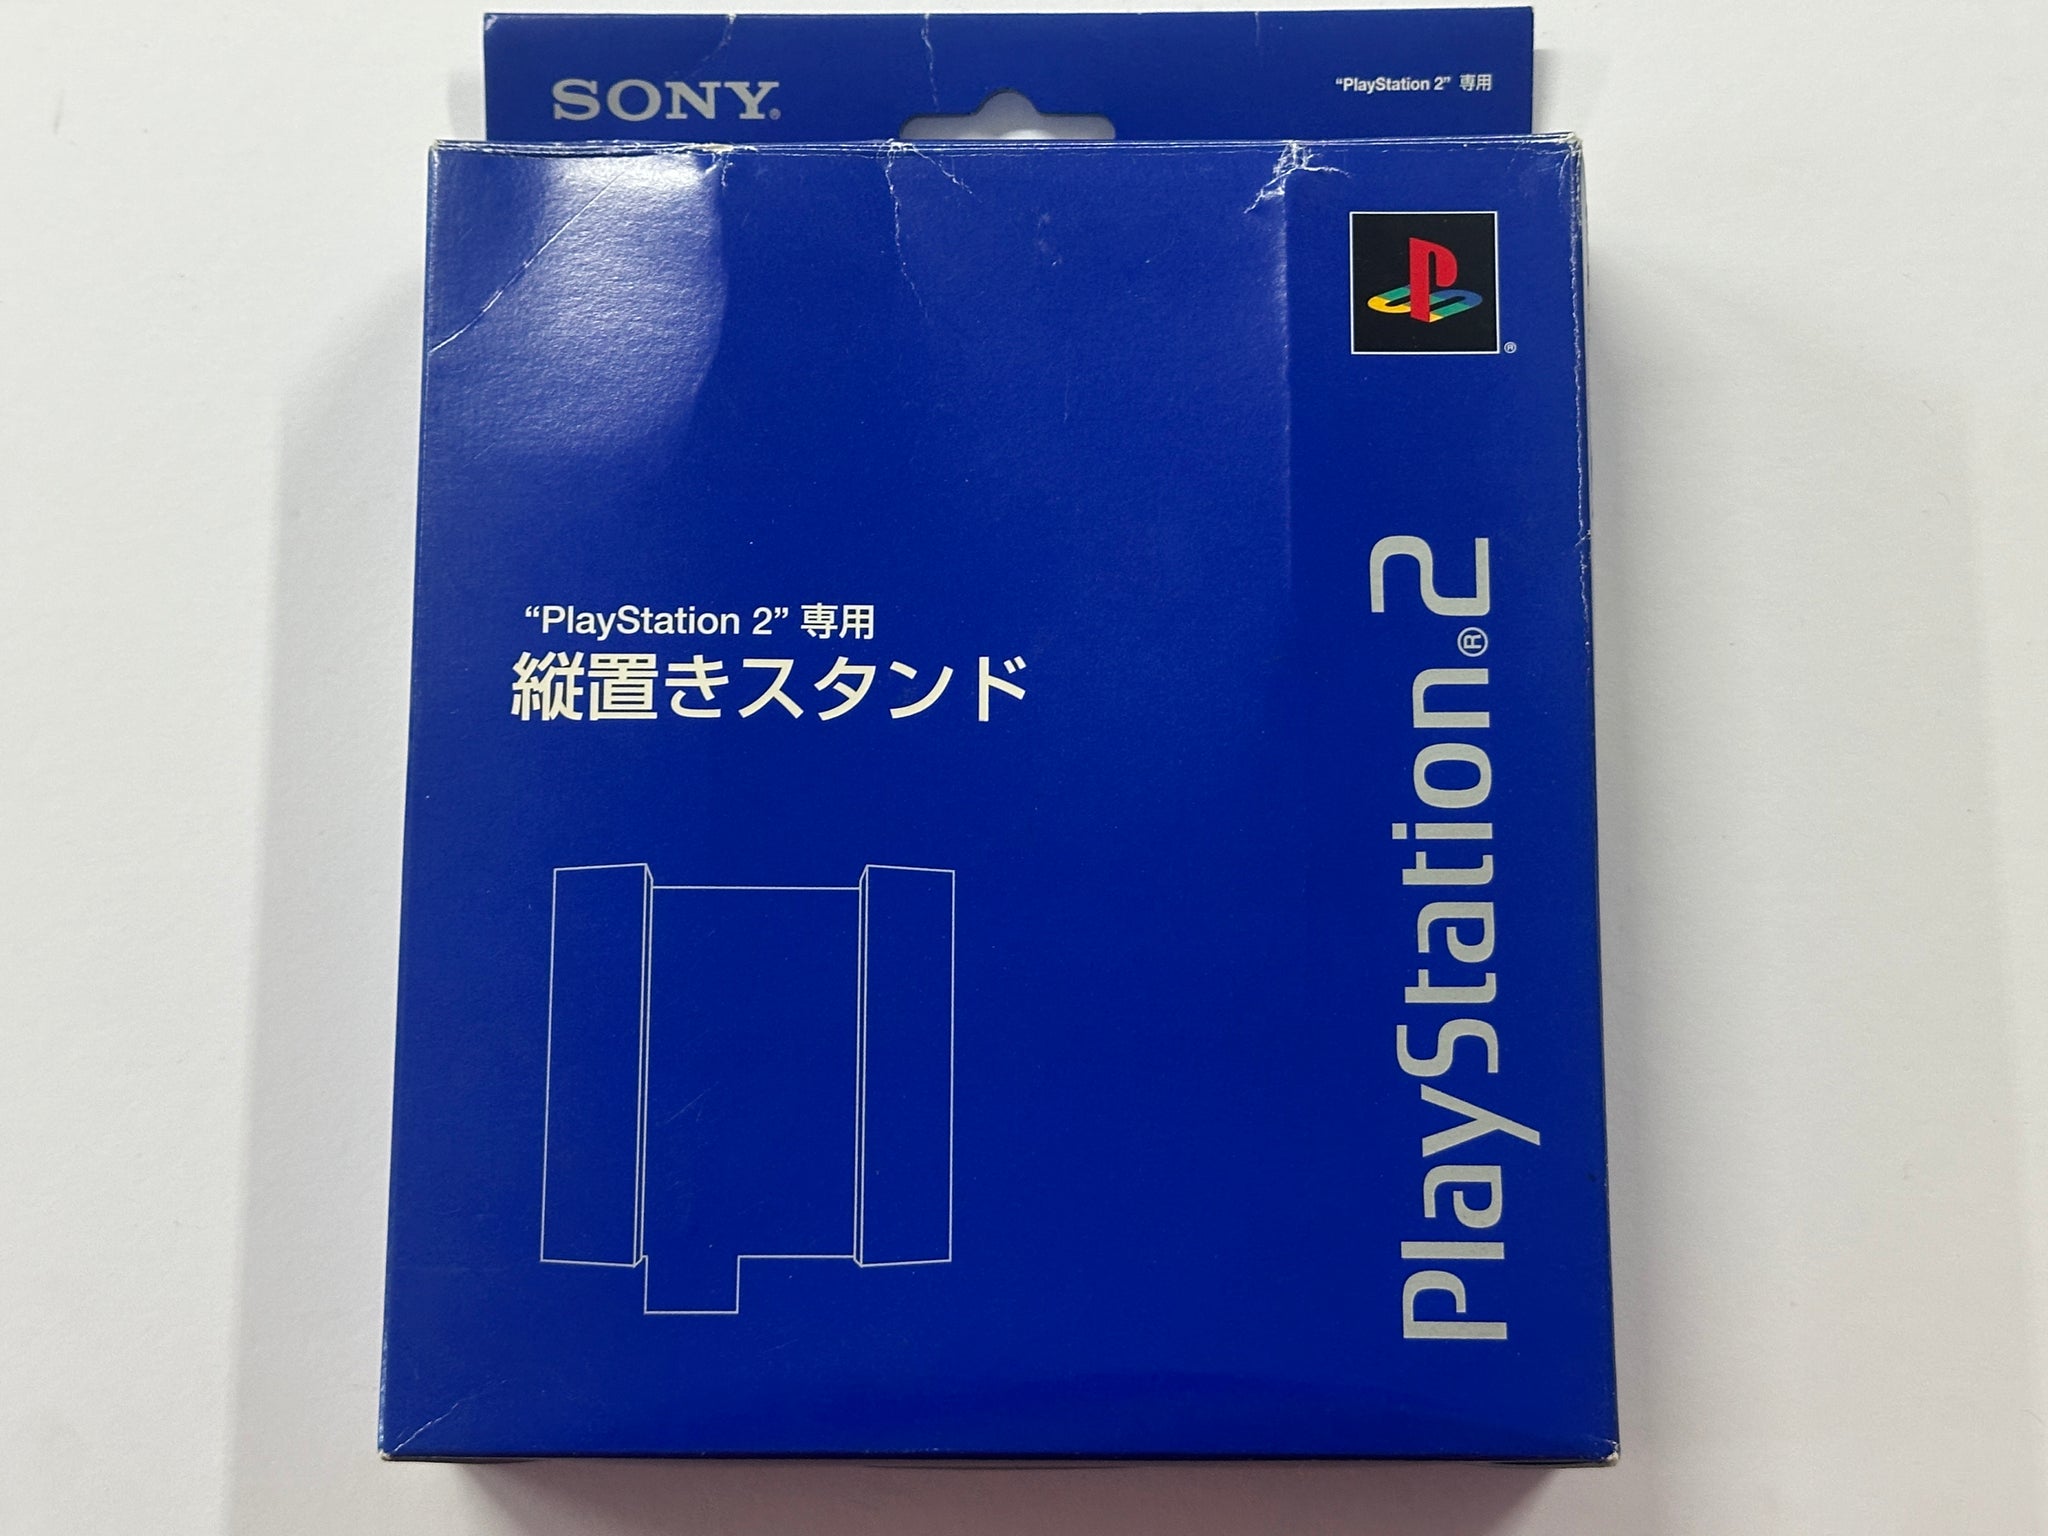 SONY®
“PlayStation 2” 専用
®
“PlayStation 2” 専用
縦置きスタンド
PlayStation®2